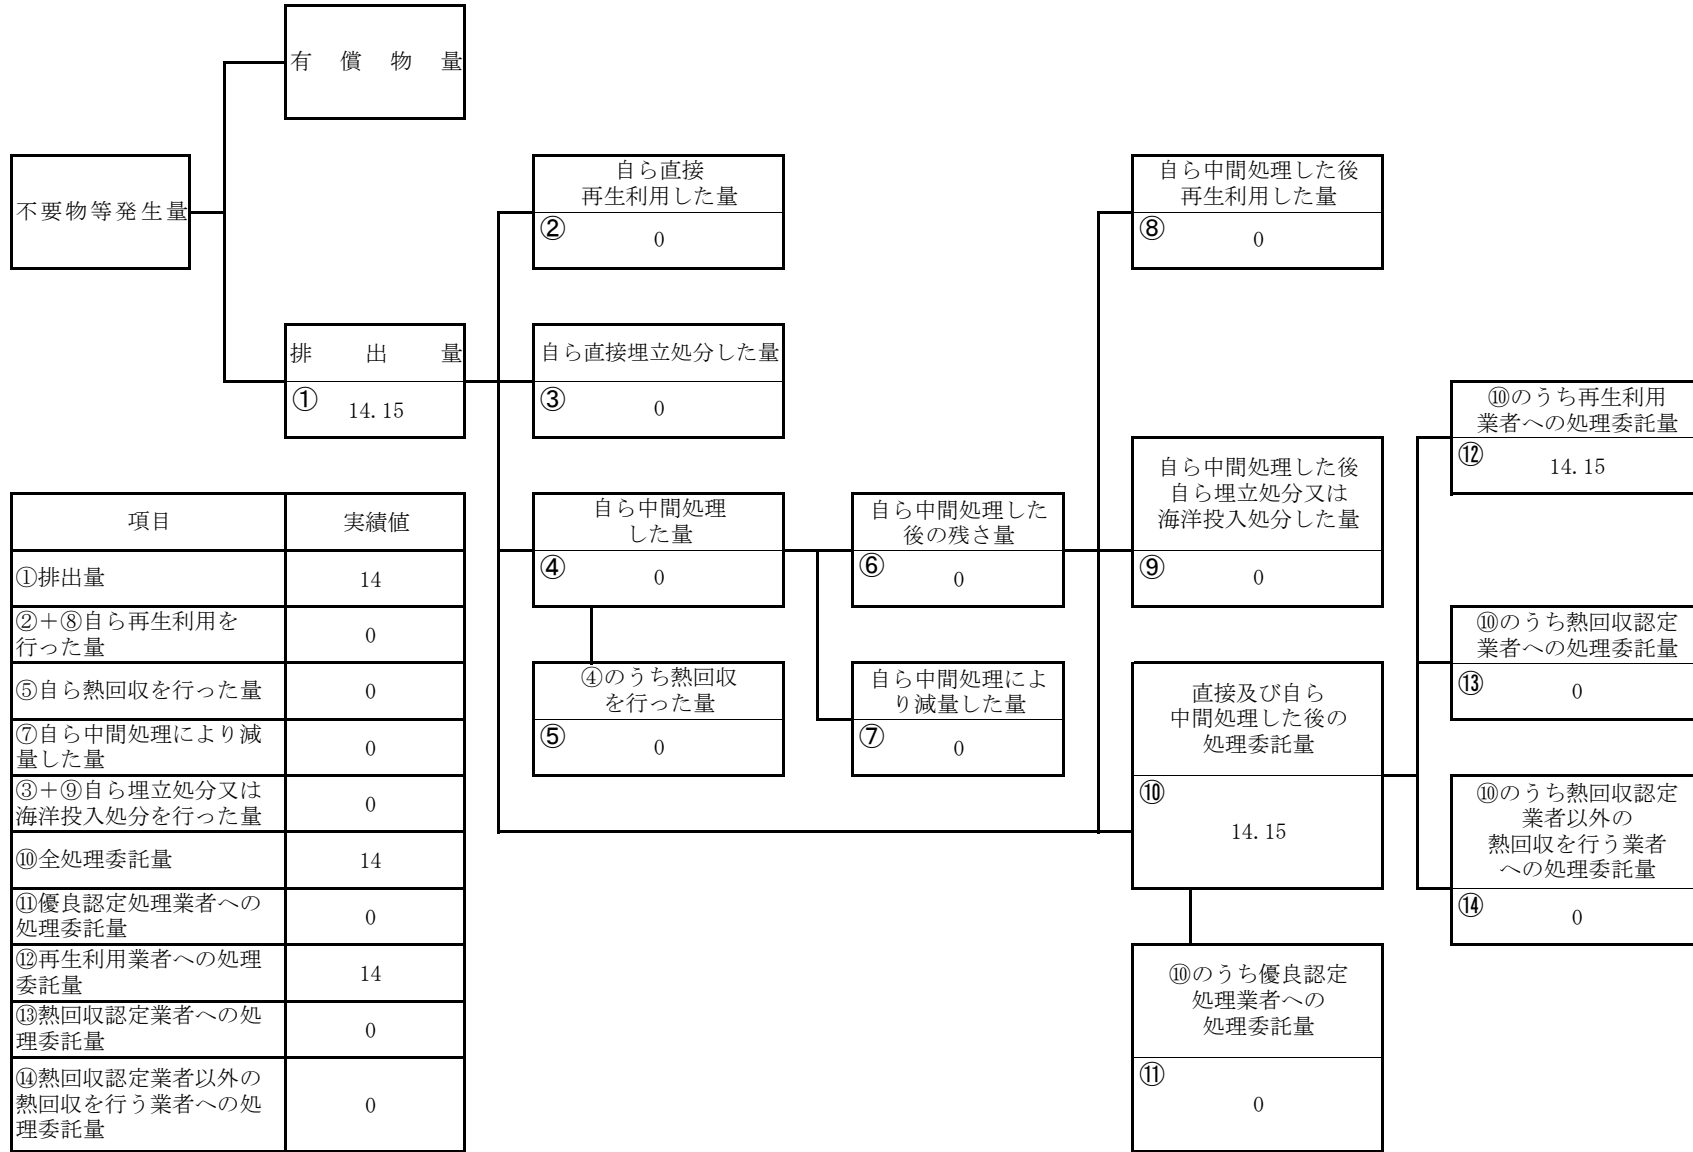 有償物量
不要物等発生量
排出量
① 14.15
自ら直接
再生利用した量
② 0
自ら直接埋立処分した量
③ 0
自ら中間処理
した量
④ 0
④のうち熱回収
を行った量
⑤ 0
自ら中間処理した
後の残さ量
⑥ 0
自ら中間処理によ
り減量した量
⑦ 0
自ら中間処理した後
再生利用した量
⑧ 0
自ら中間処理した後
自ら埋立処分又は
海洋投入処分した量
⑨ 0
直接及び自ら
中間処理した後の
処理委託量
⑩
14.15
⑩のうち優良認定
処理業者への
処理委託量
⑪
0
⑩のうち再生利用
業者への処理委託量
⑫ 14.15
⑩のうち熱回収認定
業者への処理委託量
⑬ 0
⑩のうち熱回収認定
業者以外の
熱回収を行う業者
への処理委託量
⑭ 0
項目 実績値
①排出量 14
②＋⑧自ら再生利用を
行った量 0
⑤自ら熱回収を行った量 0
⑦自ら中間処理により減
量した量 0
③＋⑨自ら埋立処分又は
海洋投入処分を行った量 0
⑩全処理委託量 14
⑪優良認定処理業者への
処理委託量 0
⑫再生利用業者への処理
委託量 14
⑬熱回収認定業者への処
理委託量 0
⑭熱回収認定業者以外の
熱回収を行う業者への処 0
理委託量